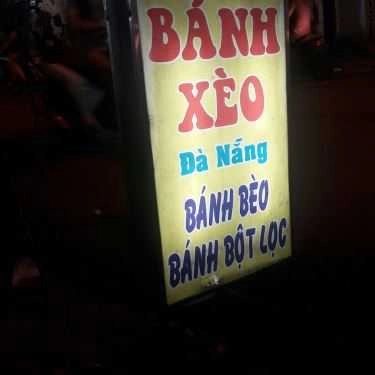 BÁNH
XÈO
Đà Nẵng
BÁNH BÈO
BÁNH BỘT LỌC